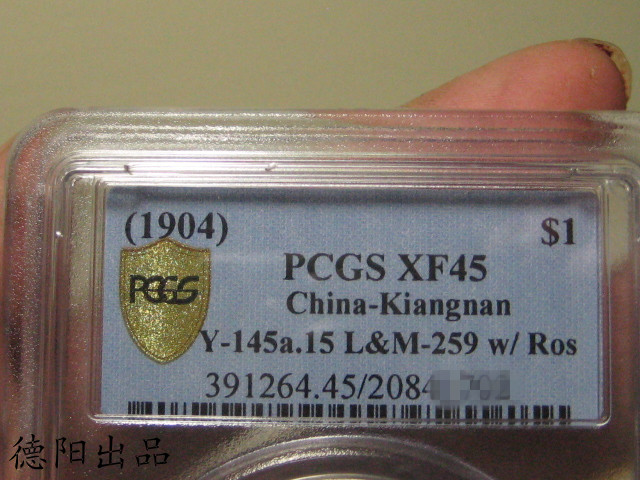 (1904) $1
PCGS XF45
PCGS
China-Kiangnan
Y-145a.15 L&M-259 w/ Ros
391264.45/2084
德阳出品